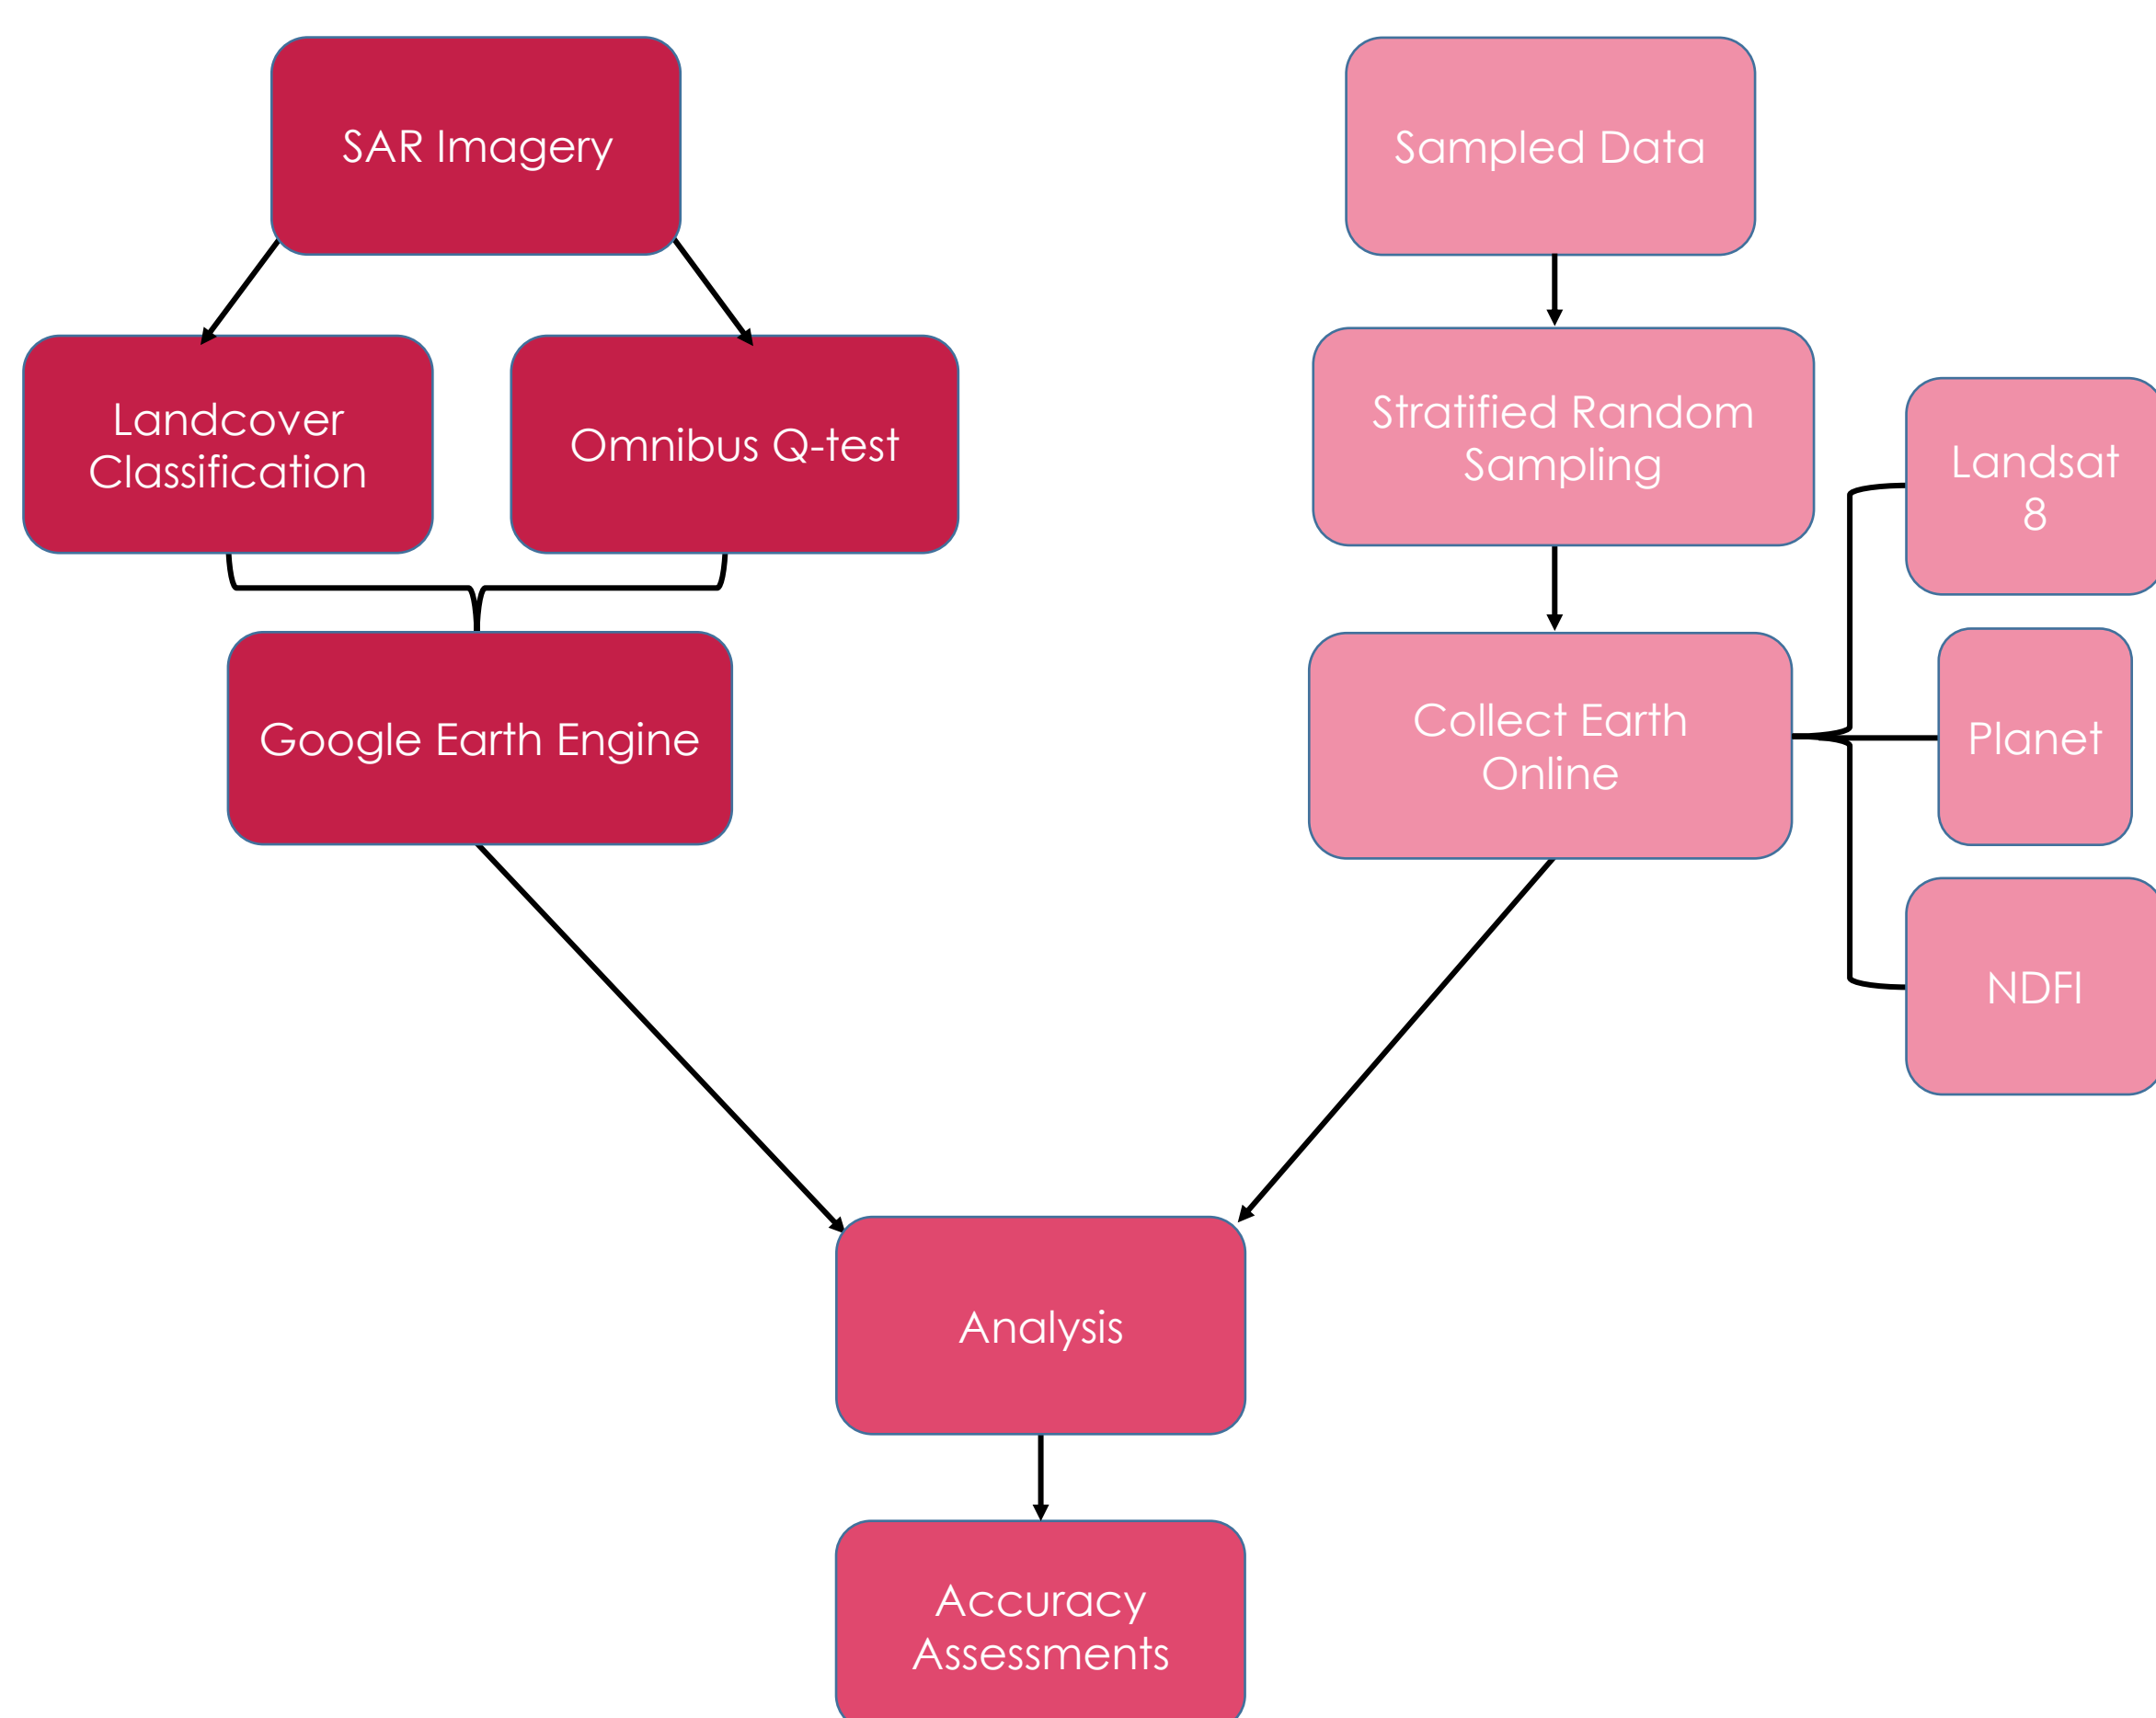 SAR Imagery
Sampled Data
Landcover
Classification
Omnibus Q-test
Stratified Random
Sampling
Landsat
8
Google Earth Engine
Collect Earth
Online
Planet
NDFI
Analysis
Accuracy
Assessments